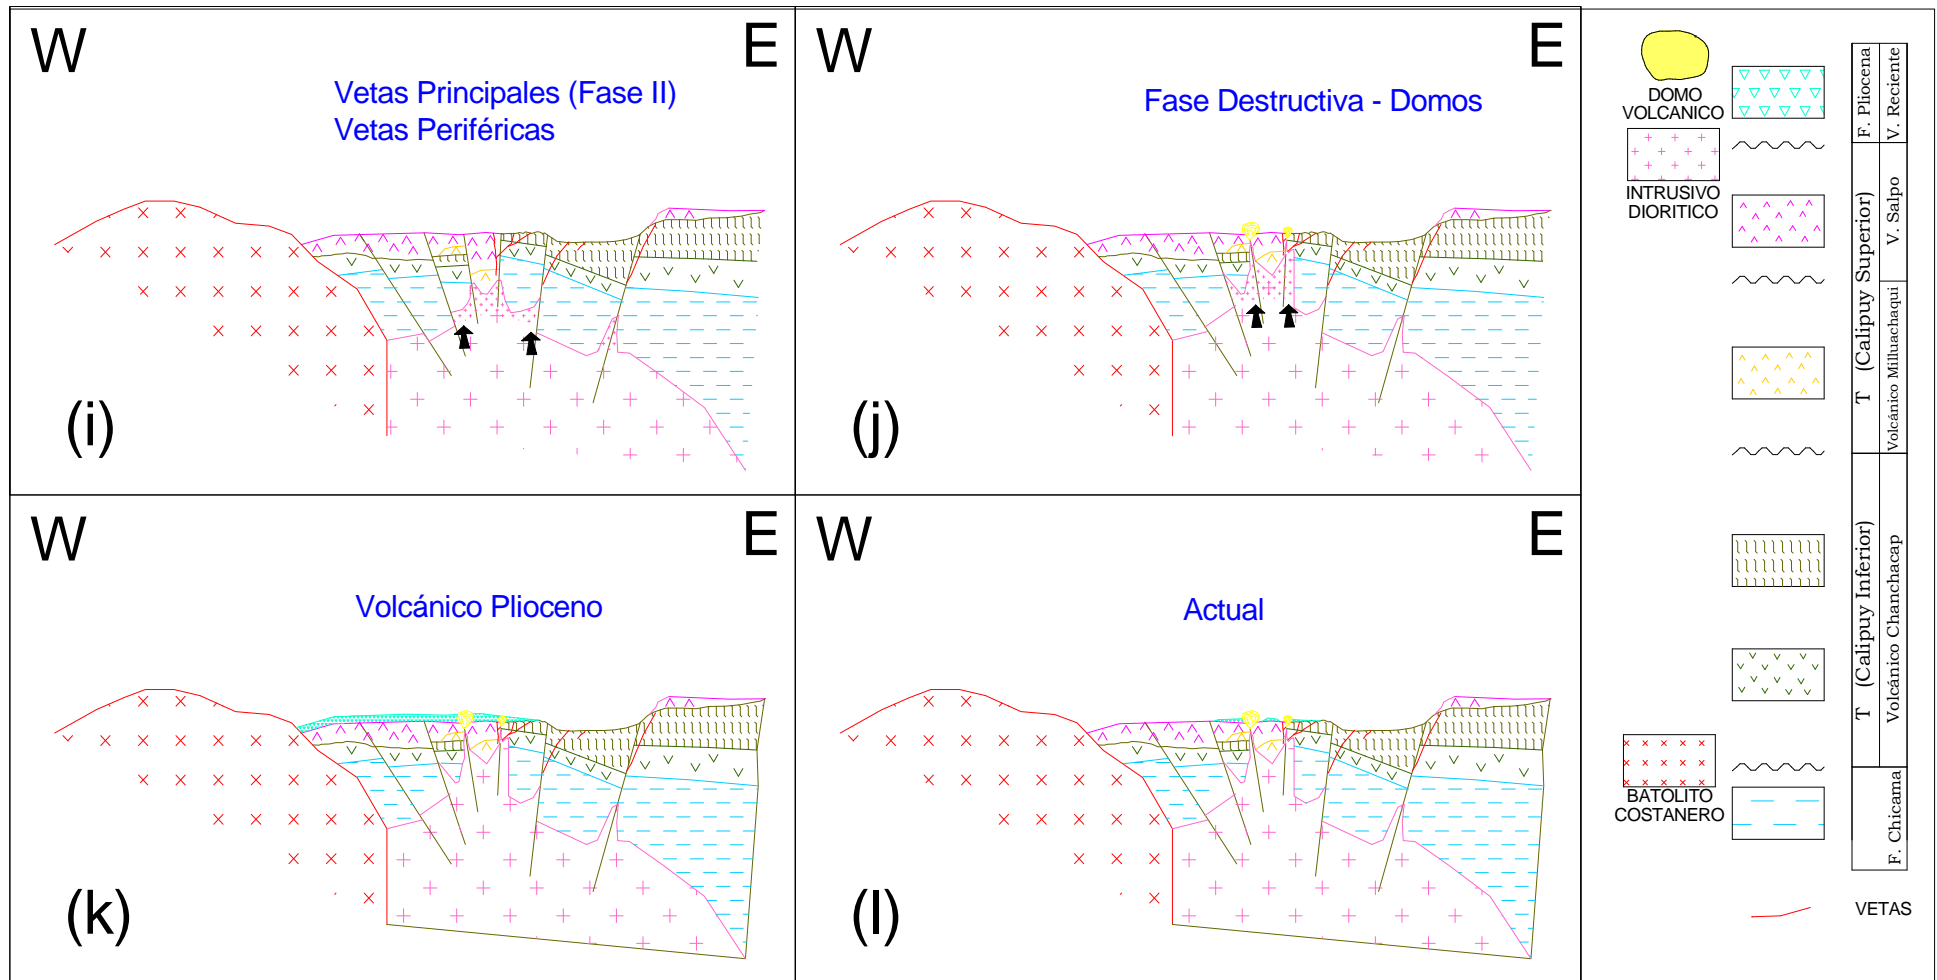 W
E
Vetas Principales (Fase II)
Vetas Periféricas
(i)
W
E
Fase Destructiva - Domos
(j)
W
E
Volcánico Plioceno
(k)
W
E
Actual
(l)
DOMO
VOLCANICO
INTRUSIVO
DIORITICO
BATOLITO
COSTANERO
F. Pliocena
V. Reciente
T (Calipuy Superior)
V. Salpo
Volcánico Milluachaqui
T (Calipuy Inferior)
Volcánico Chanchacap
F. Chicama
VETAS